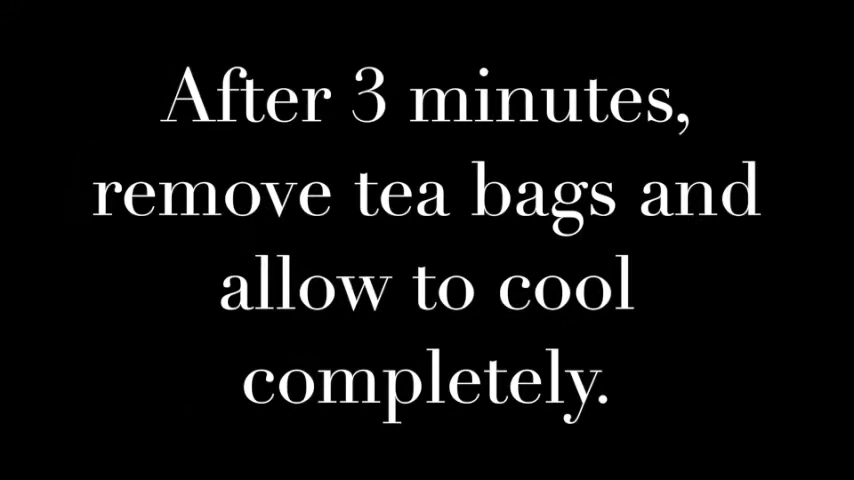 After 3 minutes,
remove tea bags and
allow to cool
completely.